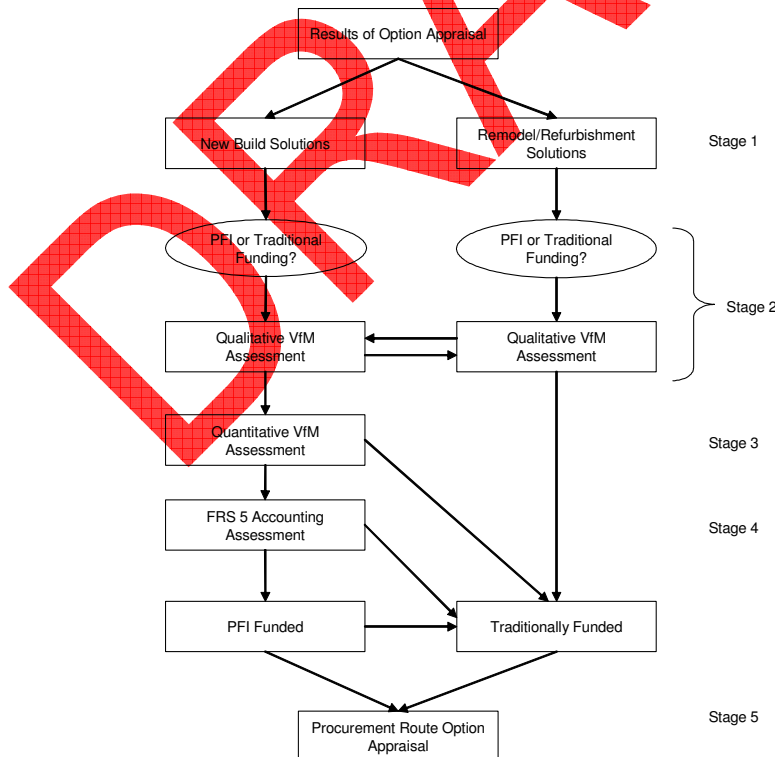 Results of Option Appraisal
New Build Solutions
Remodel/Refurbishment
Solutions
Stage 1
PFI or Traditional
Funding?
PFI or Traditional
Funding?
Stage 2
Qualitative VfM
Assessment
Qualitative VfM
Assessment
Quantitative VfM
Assessment
Stage 3
FRS 5 Accounting
Assessment
Stage 4
PFI Funded
Traditionally Funded
Procurement Route Option
Appraisal
Stage 5
DRA